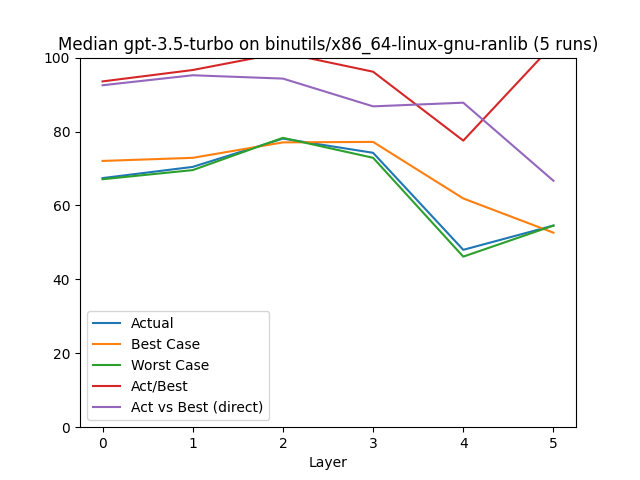 Median gpt-3.5-turbo on binutils/x86_64-linux-gnu-ranlib (5 runs)
100
80
60
40
20
0
Actual
Best Case
Worst Case
Act/Best
Act vs Best (direct)
0 1 2 3 4 5
Layer